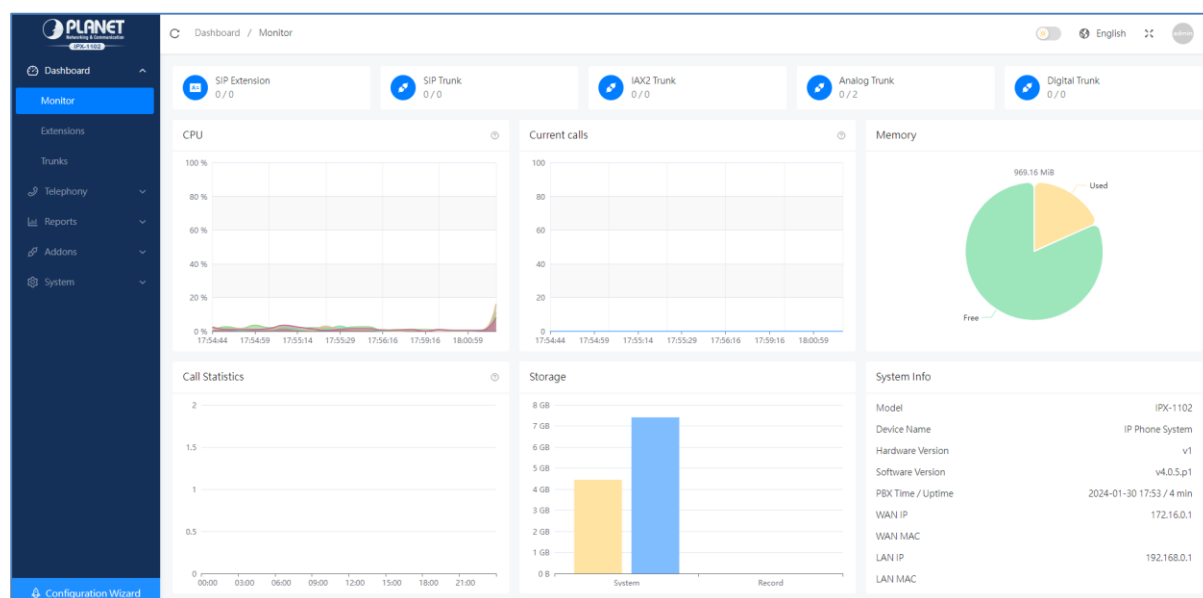 PLANET
Networking & Communication
IPX-1102
Dashboard
Monitor
Extensions
Trunks
Telephony
Reports
Addons
System
Configuration Wizard
Dashboard / Monitor
English
admin
SIP Extension
0 / 0
SIP Trunk
0 / 0
IAX2 Trunk
0 / 0
Analog Trunk
0 / 2
Digital Trunk
0 / 0
CPU
100 %
80 %
60 %
40 %
20 %
0 %
17:54:44 17:54:59 17:55:14 17:55:29 17:56:16 17:59:16 18:00:59
Current calls
100
80
60
40
20
0
17:54:44 17:54:59 17:55:14 17:55:29 17:56:16 17:59:16 18:00:59
Memory
969.16 MiB
Used
Free
Call Statistics
2
1.5
1
0.5
0
00:00 03:00 06:00 09:00 12:00 15:00 18:00 21:00
Storage
8 GB
7 GB
6 GB
5 GB
4 GB
3 GB
2 GB
1 GB
0 B
System Record
System Info
Model IPX-1102
Device Name IP Phone System
Hardware Version v1
Software Version v4.0.5.p1
PBX Time / Uptime 2024-01-30 17:53 / 4 min
WAN IP 172.16.0.1
WAN MAC
LAN IP 192.168.0.1
LAN MAC